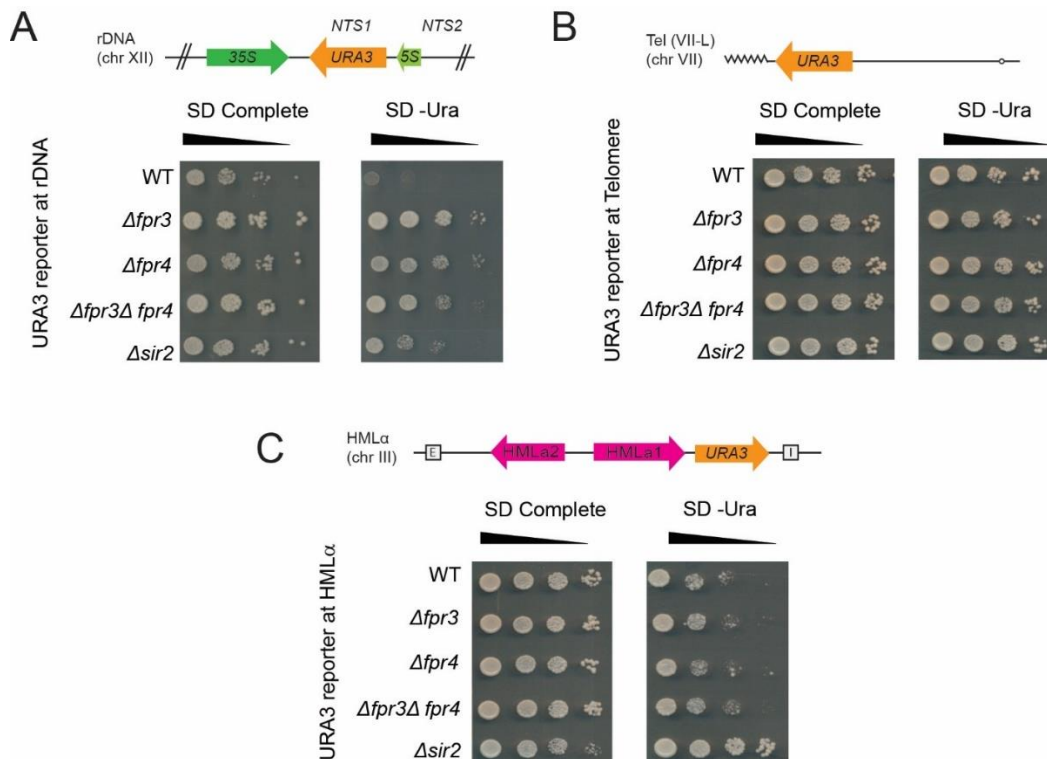 A
rDNA
(chr XII)
NTS1
NTS2
35S
URA3
5S
SD Complete
SD -Ura
URA3 reporter at rDNA
WT
Δfpr3
Δfpr4
Δfpr3Δ fpr4
Δsir2
B
Tel (VII-L)
(chr VII)
URA3
SD Complete
SD -Ura
URA3 reporter at Telomere
WT
Δfpr3
Δfpr4
Δfpr3Δ fpr4
Δsir2
C
HMLα
(chr III)
E
HMLa2
HMLa1
URA3
I
SD Complete
SD -Ura
URA3 reporter at HMLα
WT
Δfpr3
Δfpr4
Δfpr3Δ fpr4
Δsir2